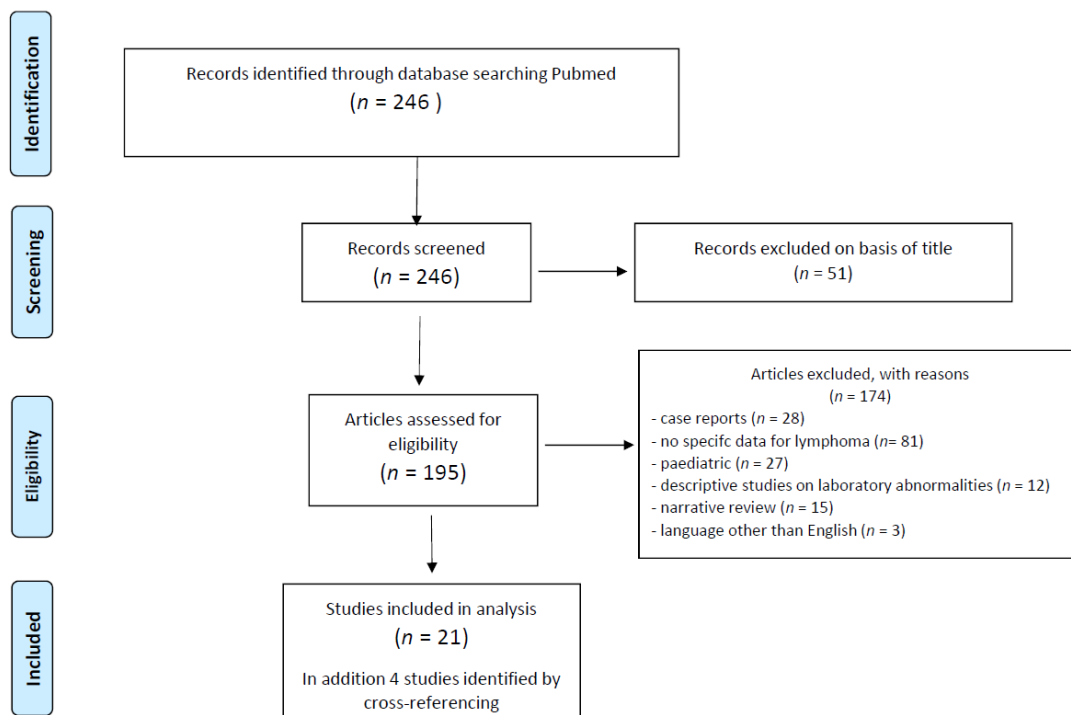 Identification
Records identified through database searching Pubmed
(n = 246 )
Screening
Records screened
(n = 246)
Records excluded on basis of title
(n = 51)
Eligibility
Articles assessed for
eligibility
(n = 195)
Articles excluded, with reasons
(n = 174)
- case reports (n = 28)
- no specifc data for lymphoma (n= 81)
- paediatric (n = 27)
- descriptive studies on laboratory abnormalities (n = 12)
- narrative review (n = 15)
- language other than English (n = 3)
Included
Studies included in analysis
(n = 21)
In addition 4 studies identified by
cross-referencing